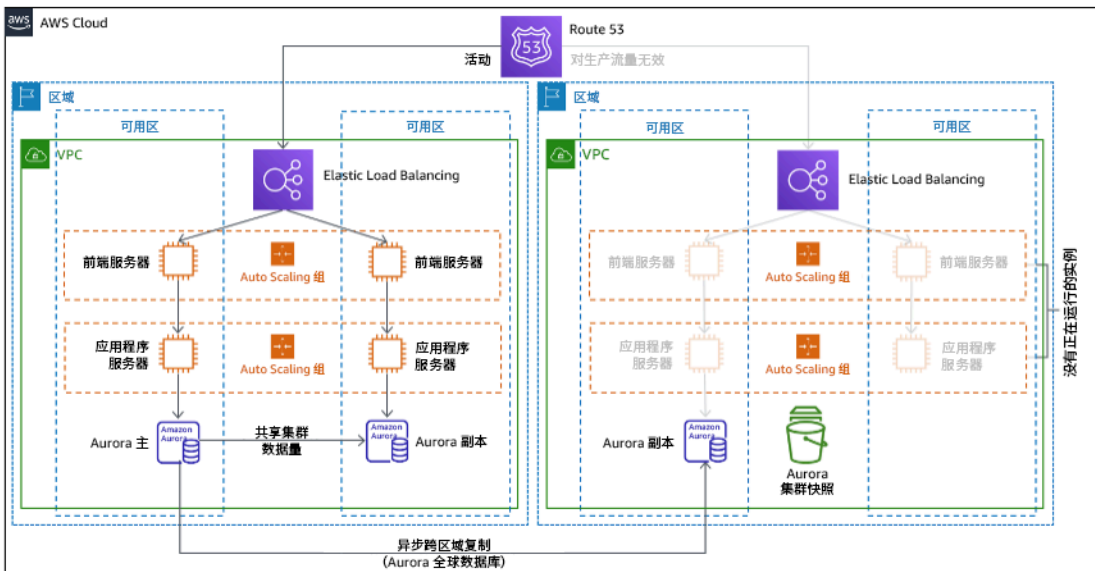 aws
AWS Cloud
Route 53
53
活动
对生产流量无效
区域
可用区
可用区
VPC
Elastic Load Balancing
前端服务器
Auto Scaling 组
前端服务器
应用程序
服务器
Auto Scaling 组
应用程序
服务器
Aurora 主
Amazon
Aurora
共享集群
数据量
Amazon
Aurora
Aurora 副本
区域
可用区
可用区
VPC
Elastic Load Balancing
前端服务器
Auto Scaling 组
前端服务器
应用程序
服务器
Auto Scaling 组
应用程序
服务器
没有正在运行的实例
Aurora 副本
Amazon
Aurora
Aurora
集群快照
异步跨区域复制
(Aurora 全球数据库)